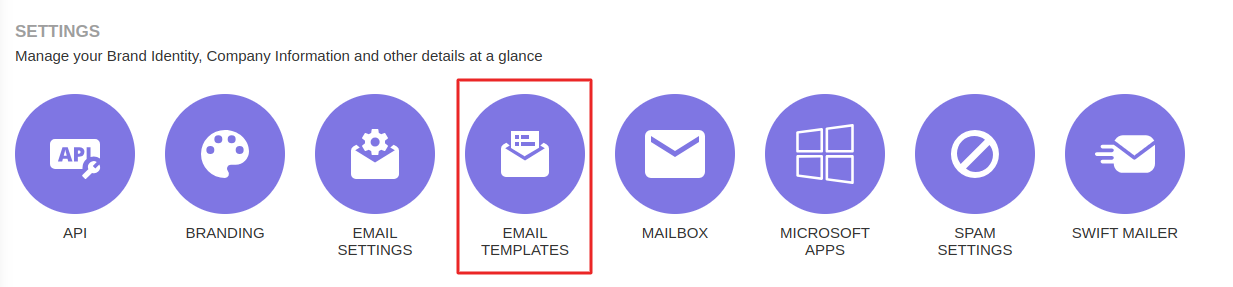 SETTINGS
Manage your Brand Identity, Company Information and other details at a glance
API
API
BRANDING
EMAIL
SETTINGS
EMAIL
TEMPLATES
MAILBOX
MICROSOFT
APPS
SPAM
SETTINGS
SWIFT MAILER